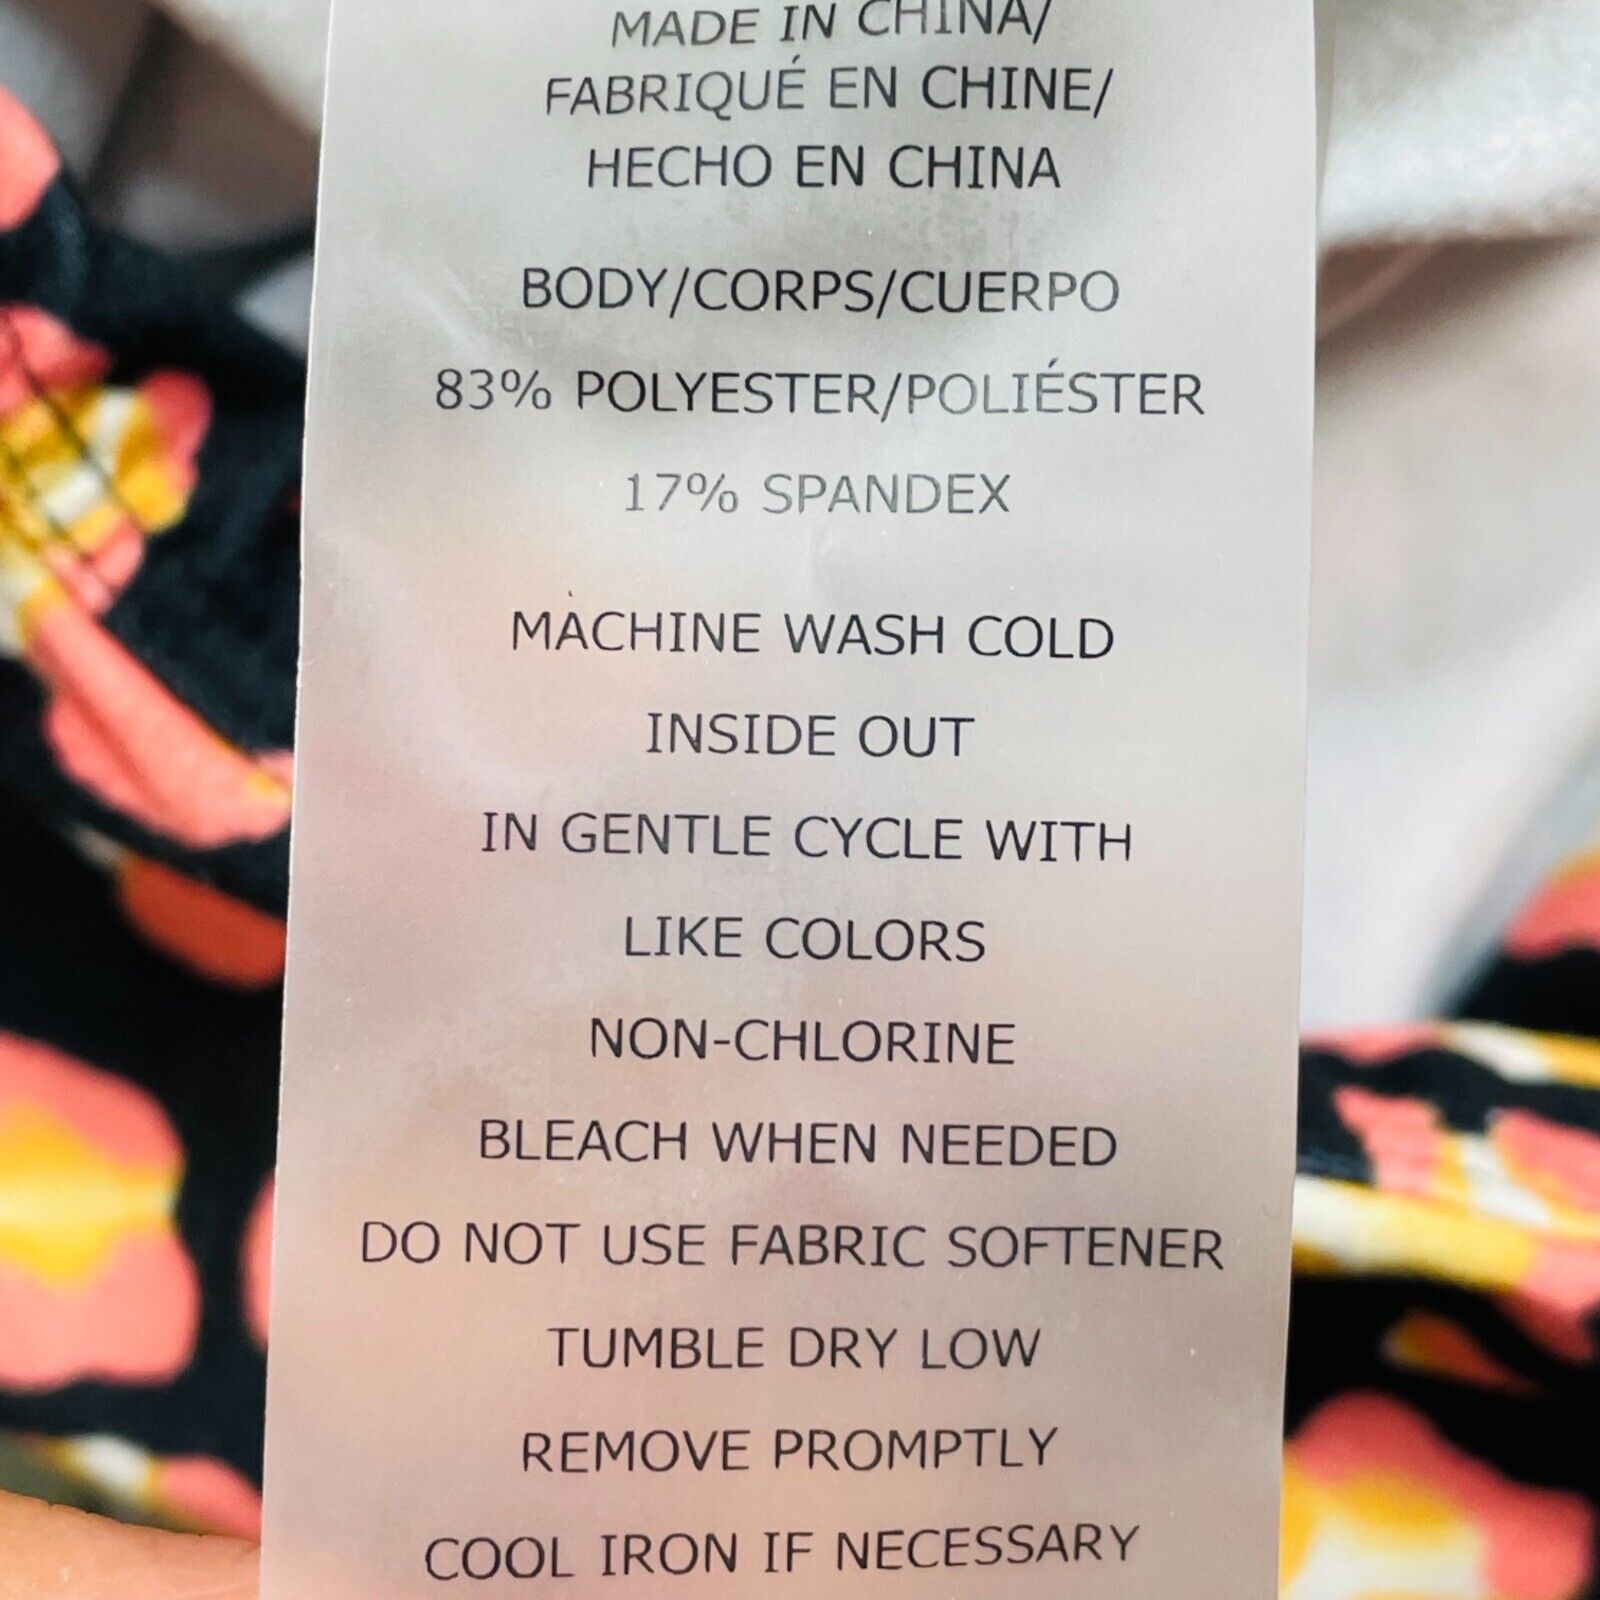 MADE IN CHINA/
FABRIQUÉ EN CHINE/
HECHO EN CHINA
BODY/CORPS/CUERPO
83% POLYESTER/POLIÉSTER
17% SPANDEX
MACHINE WASH COLD
INSIDE OUT
IN GENTLE CYCLE WITH
LIKE COLORS
NON-CHLORINE
BLEACH WHEN NEEDED
DO NOT USE FABRIC SOFTENER
TUMBLE DRY LOW
REMOVE PROMPTLY
COOL IRON IF NECESSARY